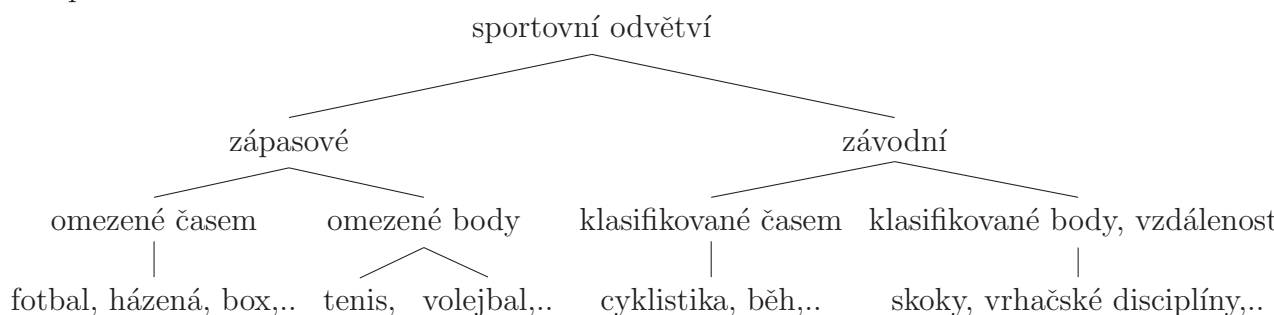 sportovní odvětví
zápasové závodní
omezené časem omezené body klasifikované časem klasifikované body, vzdálenost
fotbal, házená, box,.. tenis, volejbal,.. cyklistika, běh,.. skoky, vrhačské disciplíny,..